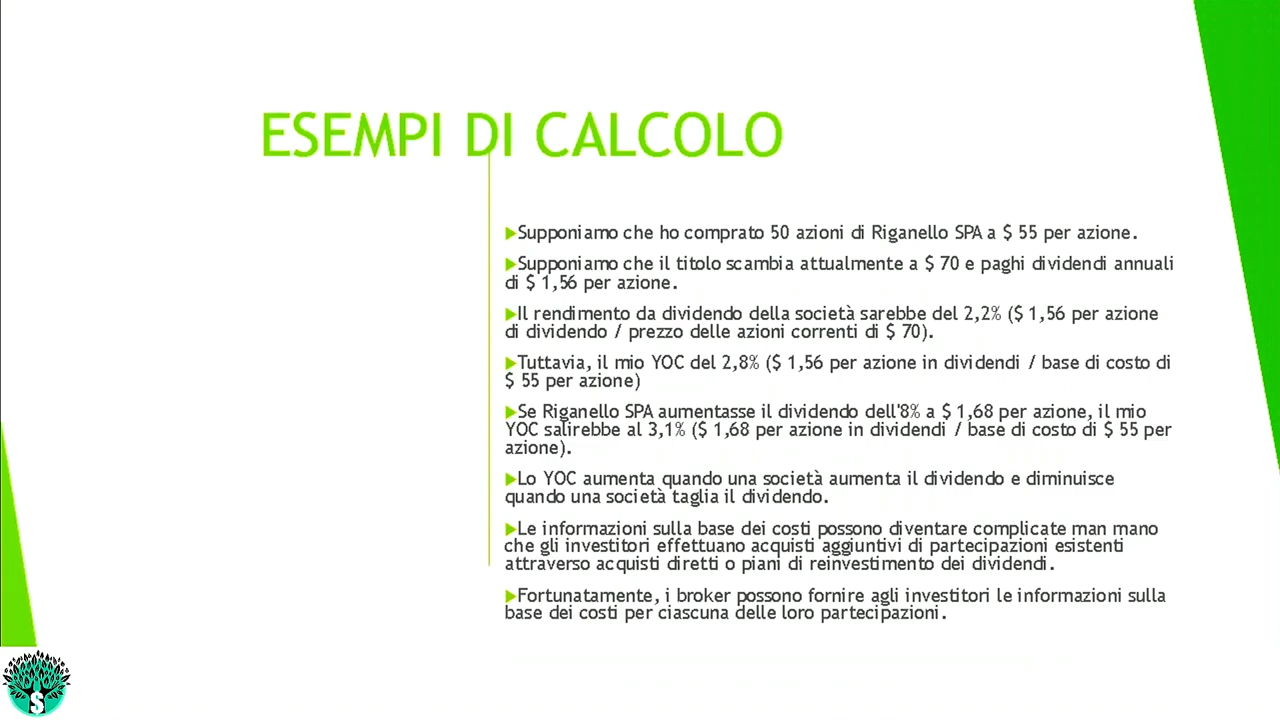 ESEMPI DI CALCOLO
Supponiamo che ho comprato 50 azioni di Riganello SPA a $ 55 per azione.
Supponiamo che il titolo scambia attualmente a $ 70 e paghi dividendi annuali
di $ 1,56 per azione.
Il rendimento da dividendo della società sarebbe del 2,2% ($ 1,56 per azione
di dividendo / prezzo delle azioni correnti di $ 70).
Tuttavia, il mio YOC del 2,8% ($ 1,56 per azione in dividendi / base di costo di
$ 55 per azione)
Se Riganello SPA aumentasse il dividendo dell'8% a $ 1,68 per azione, il mio
YOC salirebbe al 3,1% ($ 1,68 per azione in dividendi / base di costo di $ 55 per
azione).
Lo YOC aumenta quando una società aumenta il dividendo e diminuisce
quando una società taglia il dividendo.
Le informazioni sulla base dei costi possono diventare complicate man mano
che gli investitori effettuano acquisti aggiuntivi di partecipazioni esistenti
attraverso acquisti diretti o piani di reinvestimento dei dividendi.
Fortunatamente, i broker possono fornire agli investitori le informazioni sulla
base dei costi per ciascuna delle loro partecipazioni.
$